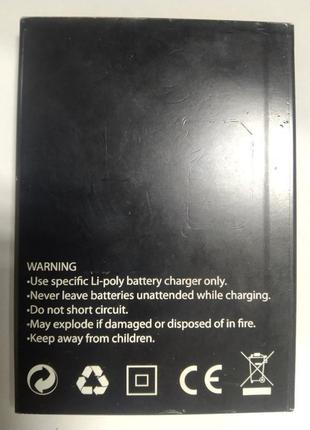 WARNING
•Use specific Li-poly battery charger only.
•Never leave batteries unattended while charging.
•Do not short circuit.
•May explode if damaged or disposed of in fire.
•Keep away from children.
CE